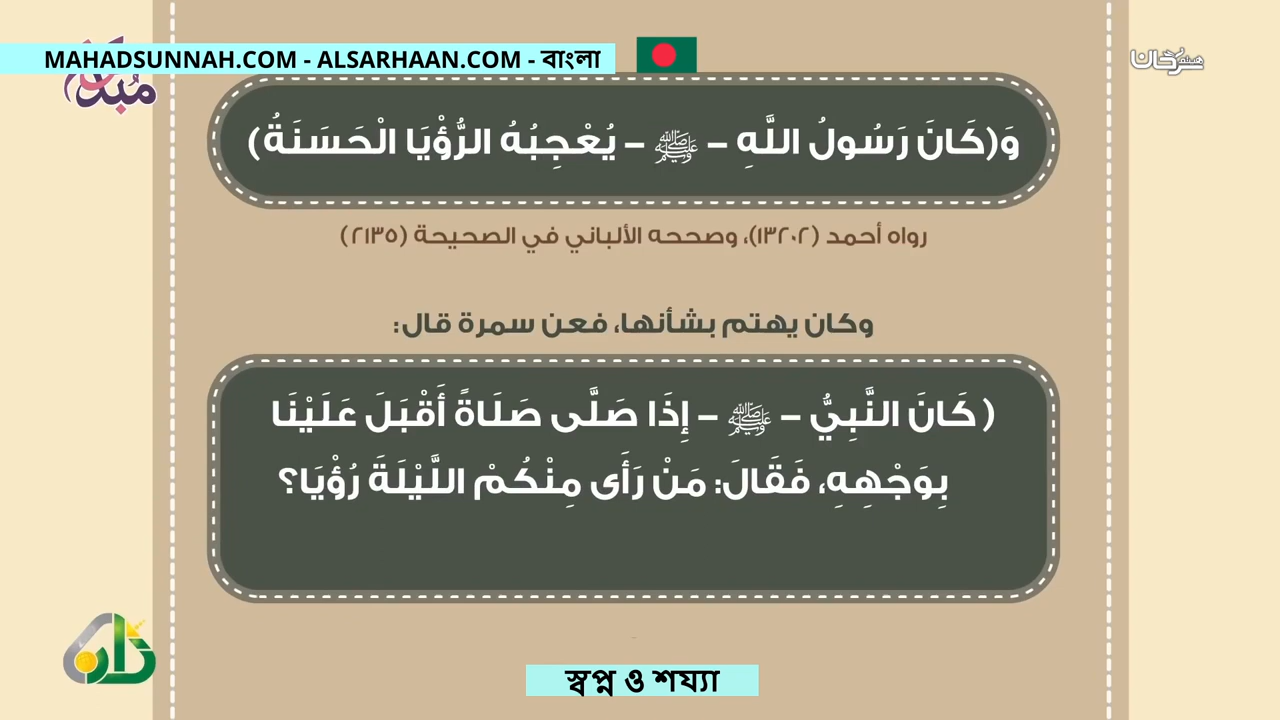 MAHADSUNNAH.COM - ALSARHAAN.COM - বাংলা
وَ(كَانَ رَسُولُ اللَّهِ – ﷺ – يُعْجِبُهُ الرُّؤْيَا الْحَسَنَةُ)
رواه أحمد (١٣٢٠٢)، وصححه الألباني في الصحيحة (٢١٣٥)
وكان يهتم بشأنها، فعن سمرة قال:
( كَانَ النَّبِيُّ – ﷺ – إِذَا صَلَّى صَلَاةً أَقْبَلَ عَلَيْنَا
بِوَجْهِهِ، فَقَالَ: مَنْ رَأَى مِنْكُمْ اللَّيْلَةَ رُؤْيَا؟
স্বপ্ন ও শয্যা